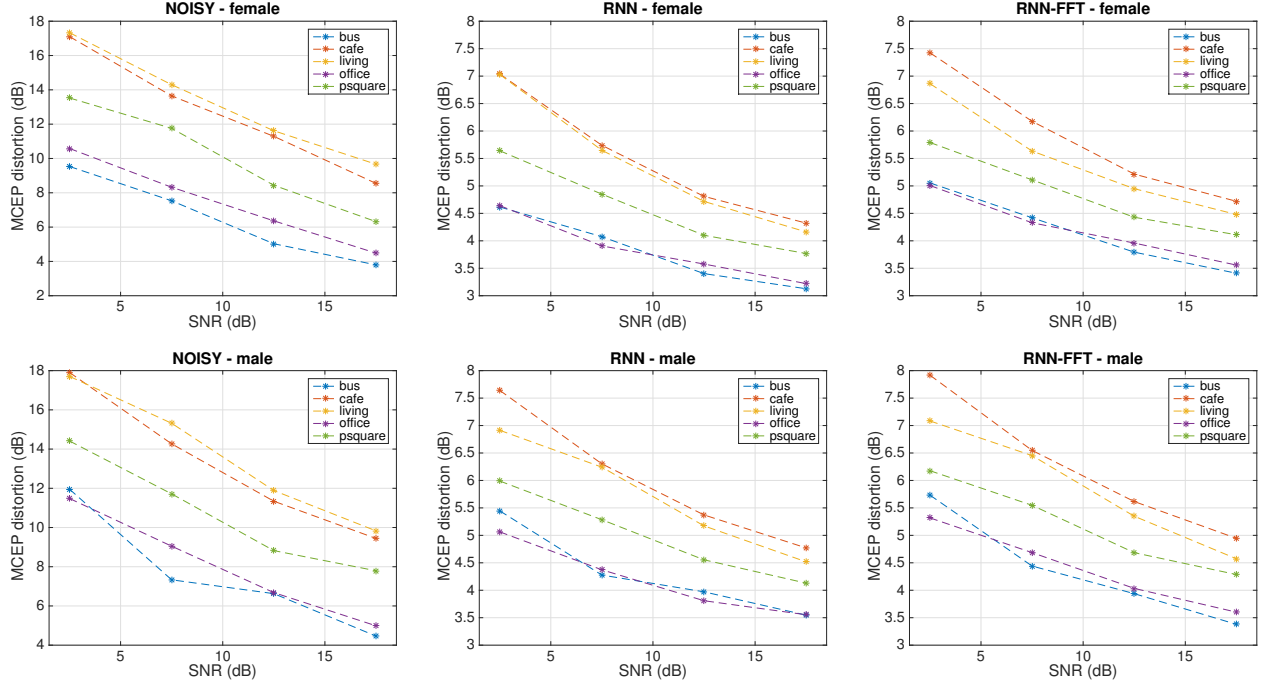 NOISY - female
18
16
14
12
10
8
6
4
2
5
10
15
MCEP distortion (dB)
SNR (dB)
bus
cafe
living
office
psquare
RNN - female
8
7.5
7
6.5
6
5.5
5
4.5
4
3.5
3
5
10
15
MCEP distortion (dB)
SNR (dB)
bus
cafe
living
office
psquare
RNN-FFT - female
8
7.5
7
6.5
6
5.5
5
4.5
4
3.5
3
5
10
15
MCEP distortion (dB)
SNR (dB)
bus
cafe
living
office
psquare
NOISY - male
18
16
14
12
10
8
6
4
5
10
15
MCEP distortion (dB)
SNR (dB)
bus
cafe
living
office
psquare
RNN - male
8
7.5
7
6.5
6
5.5
5
4.5
4
3.5
3
5
10
15
MCEP distortion (dB)
SNR (dB)
bus
cafe
living
office
psquare
RNN-FFT - male
8
7.5
7
6.5
6
5.5
5
4.5
4
3.5
3
5
10
15
MCEP distortion (dB)
SNR (dB)
bus
cafe
living
office
psquare